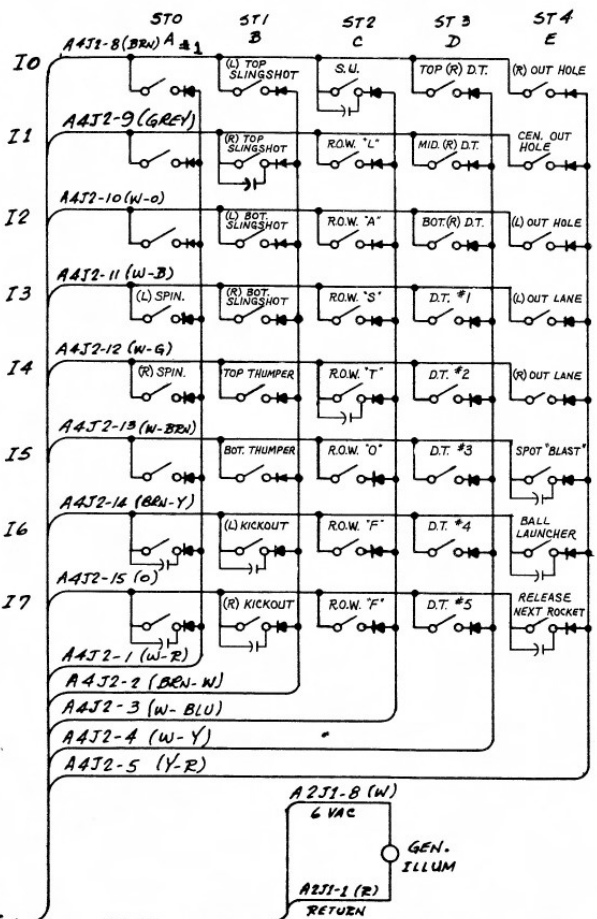 ST0 ST1 ST2 ST3 ST4
A #1 B C D E
I0 A4J2-8 (BRN)
(L) TOP SLINGSHOT
S.U.
TOP (R) D.T.
(R) OUT HOLE
I1 A4J2-9 (GREY)
(R) TOP SLINGSHOT
R.O.W. "L"
MID. (R) D.T.
CEN. OUT HOLE
I2 A4J2-10 (W-O)
(L) BOT. SLINGSHOT
R.O.W. "A"
BOT. (R) D.T.
(L) OUT HOLE
I3 A4J2-11 (W-B)
(L) SPIN.
(R) BOT. SLINGSHOT
R.O.W. "S"
D.T. #1
(L) OUT LANE
I4 A4J2-12 (W-G)
(R) SPIN.
TOP THUMPER
R.O.W. "T"
D.T. #2
(R) OUT LANE
I5 A4J2-13 (W-BRN)
BOT. THUMPER
R.O.W. "O"
D.T. #3
SPOT "BLAST"
I6 A4J2-14 (BRN-Y)
(L) KICKOUT
R.O.W. "F"
D.T. #4
BALL LAUNCHER
I7 A4J2-15 (O)
(R) KICKOUT
R.O.W. "F"
D.T. #5
RELEASE NEXT ROCKET
A4J2-1 (W-R)
A4J2-2 (BRN-W)
A4J2-3 (W-BLU)
A4J2-4 (W-Y)
A4J2-5 (Y-R)
A2J1-8 (W)
6 VAC
GEN. ILLUM
A2J1-1 (R)
RETURN